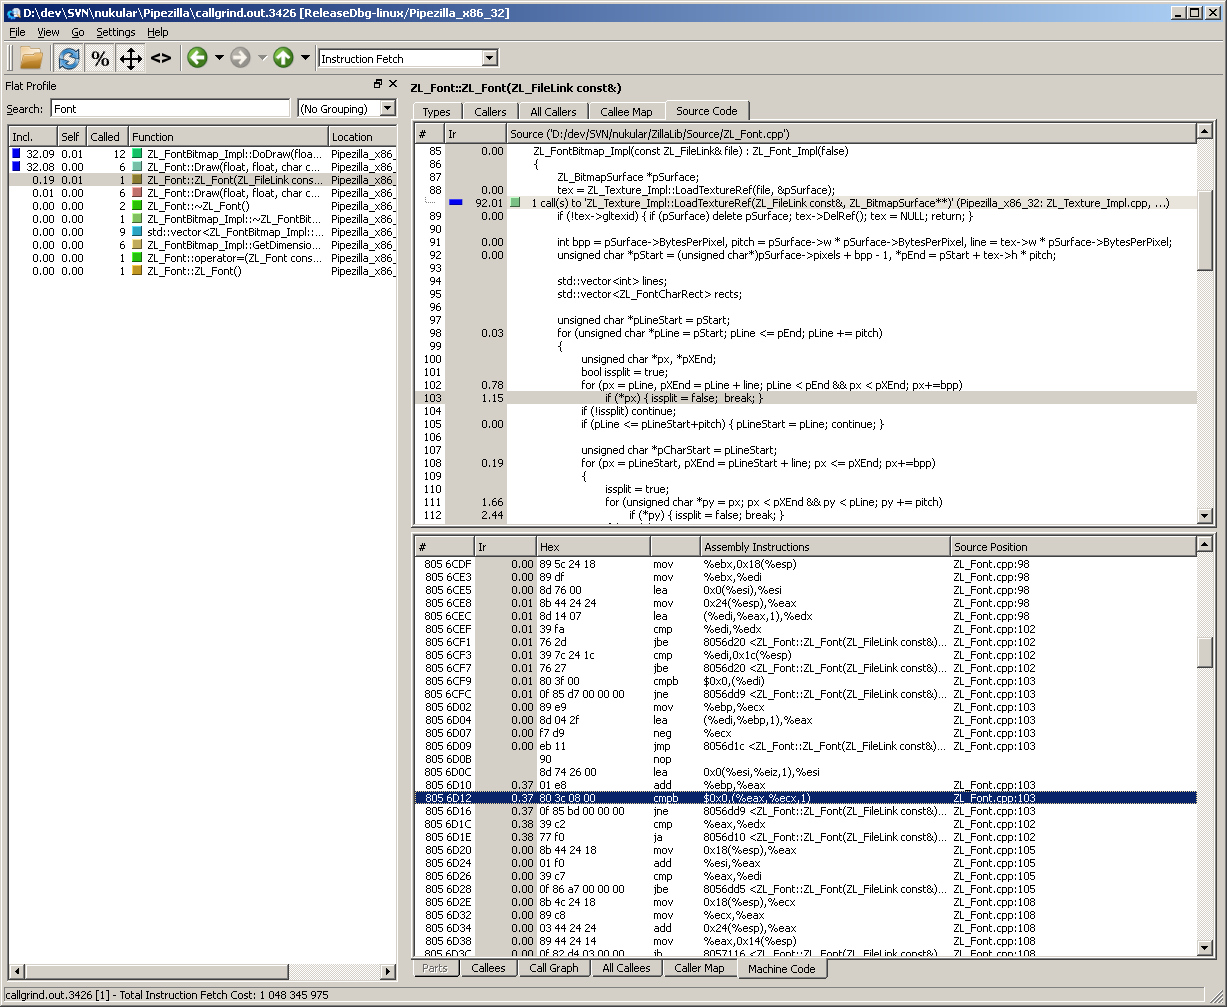 D:\dev\SVN\nukular\Pipezilla\callgrind.out.3426 [ReleaseDbg-linux/Pipezilla_x86_32]
File View Go Settings Help
% <> Instruction Fetch
Flat Profile
Search: Font (No Grouping)
Incl. Self Called Function Location
32.09 0.01 12 ZL_FontBitmap_Impl::DoDraw(floa... Pipezilla_x86_
32.08 0.00 6 ZL_Font::Draw(float, float, char c... Pipezilla_x86_
0.19 0.01 1 ZL_Font::ZL_Font(ZL_FileLink cons... Pipezilla_x86_
0.01 0.00 6 ZL_Font::Draw(float, float, char c... Pipezilla_x86_
0.00 0.00 2 ZL_Font::~ZL_Font() Pipezilla_x86_
0.00 0.00 1 ZL_FontBitmap_Impl::~ZL_FontBit... Pipezilla_x86_
0.00 0.00 9 std::vector<ZL_FontBitmap_Impl::... Pipezilla_x86_
0.00 0.00 6 ZL_FontBitmap_Impl::GetDimensio... Pipezilla_x86_
0.00 0.00 1 ZL_Font::operator=(ZL_Font cons... Pipezilla_x86_
0.00 0.00 1 ZL_Font::ZL_Font() Pipezilla_x86_
ZL_Font::ZL_Font(ZL_FileLink const&)
Types Callers All Callers Callee Map Source Code
# Ir Source ('D:/dev/SVN/nukular/ZillaLib/Source/ZL_Font.cpp')
85 0.00 ZL_FontBitmap_Impl(const ZL_FileLink& file) : ZL_Font_Impl(false)
86 {
87 ZL_BitmapSurface *pSurface;
88 0.00 tex = ZL_Texture_Impl::LoadTextureRef(file, &pSurface);
92.01 1 call(s) to 'ZL_Texture_Impl::LoadTextureRef(ZL_FileLink const&, ZL_BitmapSurface**)' (Pipezilla_x86_32: ZL_Texture_Impl.cpp, ...)
89 0.00 if (!tex->gltexid) { if (pSurface) delete pSurface; tex->DelRef(); tex = NULL; return; }
90
91 0.00 int bpp = pSurface->BytesPerPixel, pitch = pSurface->w * pSurface->BytesPerPixel, line = tex->w * pSurface->BytesPerPixel;
92 0.00 unsigned char *pStart = (unsigned char*)pSurface->pixels + bpp - 1, *pEnd = pStart + tex->h * pitch;
93
94 std::vector<int> lines;
95 std::vector<ZL_FontCharRect> rects;
96
97 unsigned char *pLineStart = pStart;
98 0.03 for (unsigned char *pLine = pStart; pLine <= pEnd; pLine += pitch)
99 {
100 unsigned char *px, *pXEnd;
101 bool issplit = true;
102 0.78 for (px = pLine, pXEnd = pLine + line; pLine < pEnd && px < pXEnd; px+=bpp)
103 1.15 if (*px) { issplit = false; break; }
104 if (!issplit) continue;
105 0.00 if (pLine <= pLineStart+pitch) { pLineStart = pLine; continue; }
106
107 unsigned char *pCharStart = pLineStart;
108 0.19 for (px = pLineStart, pXEnd = pLineStart + line; px <= pXEnd; px+=bpp)
109 {
110 issplit = true;
111 1.66 for (unsigned char *py = px; px < pXEnd && py < pLine; py += pitch)
112 2.44 if (*py) { issplit = false; break; }
# Ir Hex Assembly Instructions Source Position
805 6CDF 0.00 89 5c 24 18 mov %ebx,0x18(%esp) ZL_Font.cpp:98
805 6CE3 0.00 89 df mov %ebx,%edi ZL_Font.cpp:98
805 6CE5 0.00 8d 76 00 lea 0x0(%esi),%esi ZL_Font.cpp:98
805 6CE8 0.01 8b 44 24 24 mov 0x24(%esp),%eax ZL_Font.cpp:98
805 6CEC 0.01 8d 14 07 lea (%edi,%eax,1),%edx ZL_Font.cpp:98
805 6CEF 0.01 39 fa cmp %edi,%edx ZL_Font.cpp:102
805 6CF1 0.01 76 2d jbe 8056d20 <ZL_Font::ZL_Font(ZL_FileLink const&)... ZL_Font.cpp:102
805 6CF3 0.01 39 7c 24 1c cmp %edi,0x1c(%esp) ZL_Font.cpp:102
805 6CF7 0.01 76 27 jbe 8056d20 <ZL_Font::ZL_Font(ZL_FileLink const&)... ZL_Font.cpp:102
805 6CF9 0.01 80 3f 00 cmpb $0x0,(%edi) ZL_Font.cpp:103
805 6CFC 0.01 0f 85 d7 00 00 00 jne 8056dd9 <ZL_Font::ZL_Font(ZL_FileLink const&)... ZL_Font.cpp:103
805 6D02 0.00 89 e9 mov %ebp,%ecx ZL_Font.cpp:103
805 6D04 0.00 8d 04 2f lea (%edi,%ebp,1),%eax ZL_Font.cpp:103
805 6D07 0.00 f7 d9 neg %ecx ZL_Font.cpp:103
805 6D09 0.00 eb 11 jmp 8056d1c <ZL_Font::ZL_Font(ZL_FileLink const&)... ZL_Font.cpp:103
805 6D0B 90 nop
805 6D0C 8d 74 26 00 lea 0x0(%esi,%eiz,1),%esi
805 6D10 0.37 01 e8 add %ebp,%eax ZL_Font.cpp:103
805 6D12 0.37 80 3c 08 00 cmpb $0x0,(%eax,%ecx,1) ZL_Font.cpp:103
805 6D16 0.37 0f 85 bd 00 00 00 jne 8056dd9 <ZL_Font::ZL_Font(ZL_FileLink const&)... ZL_Font.cpp:103
805 6D1C 0.38 39 c2 cmp %eax,%edx ZL_Font.cpp:102
805 6D1E 0.38 77 f0 ja 8056d10 <ZL_Font::ZL_Font(ZL_FileLink const&)... ZL_Font.cpp:102
805 6D20 0.00 8b 44 24 18 mov 0x18(%esp),%eax ZL_Font.cpp:105
805 6D24 0.00 01 f0 add %esi,%eax ZL_Font.cpp:105
805 6D26 0.00 39 c7 cmp %eax,%edi ZL_Font.cpp:105
805 6D28 0.00 0f 86 a7 00 00 00 jbe 8056dd5 <ZL_Font::ZL_Font(ZL_FileLink const&)... ZL_Font.cpp:105
805 6D2E 0.00 8b 4c 24 18 mov 0x18(%esp),%ecx ZL_Font.cpp:108
805 6D32 0.00 89 c8 mov %ecx,%eax ZL_Font.cpp:108
805 6D34 0.00 03 44 24 24 add 0x24(%esp),%eax ZL_Font.cpp:108
805 6D38 0.00 89 44 24 14 mov %eax,0x14(%esp) ZL_Font.cpp:108
805 6D3C 0.00 0f 82 d4 03 00 00 jb 8057116 <ZL_Font::ZL_Font(ZL_FileLink const&)... ZL_Font.cpp:108
Parts Callees Call Graph All Callees Caller Map Machine Code
callgrind.out.3426 [1] - Total Instruction Fetch Cost: 1 048 345 975